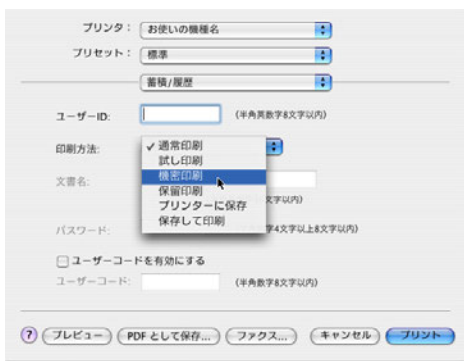 プリンタ： お使いの機種名
プリセット： 標準
蓄積/履歴
ユーザーID: (半角英数字8文字以内)
印刷方法: ✓通常印刷
試し印刷
機密印刷
文書名: 保留印刷
文字以内)
プリンターに保存
パスワード: 保存して印刷 字4文字以上8文字以内)
ユーザーコードを有効にする
ユーザーコード: (半角数字8文字以内)
? プレビュー PDF として保存... ファクス... キャンセル プリント